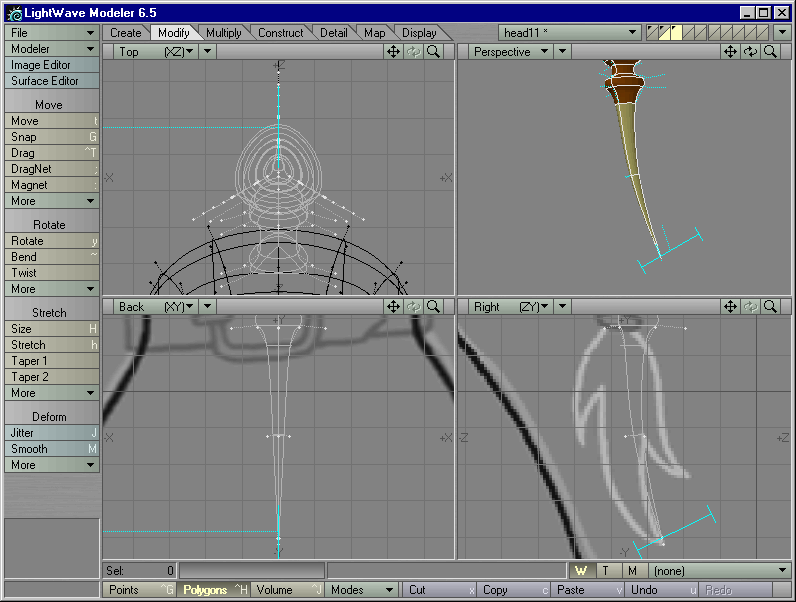 LightWave Modeler 6.5
File Create Modify Multiply Construct Detail Map Display head11 *
Modeler Top (XZ) Perspective
Image Editor
Surface Editor
Move
Move t
Snap G
Drag ^T
DragNet ;
Magnet :
More
Rotate
Rotate y
Bend ~
Twist
More
Stretch
Size H
Stretch h
Taper 1
Taper 2
More
Deform
Jitter J
Smooth M
More
+Z
-X +X
-Z
Back (XY) Right (ZY)
+Y +Y
-X +X -Z +Z
-Y -Y
Sel: 0 W T M (none)
Points ^G Polygons ^H Volume ^J Modes Cut x Copy c Paste v Undo u Redo